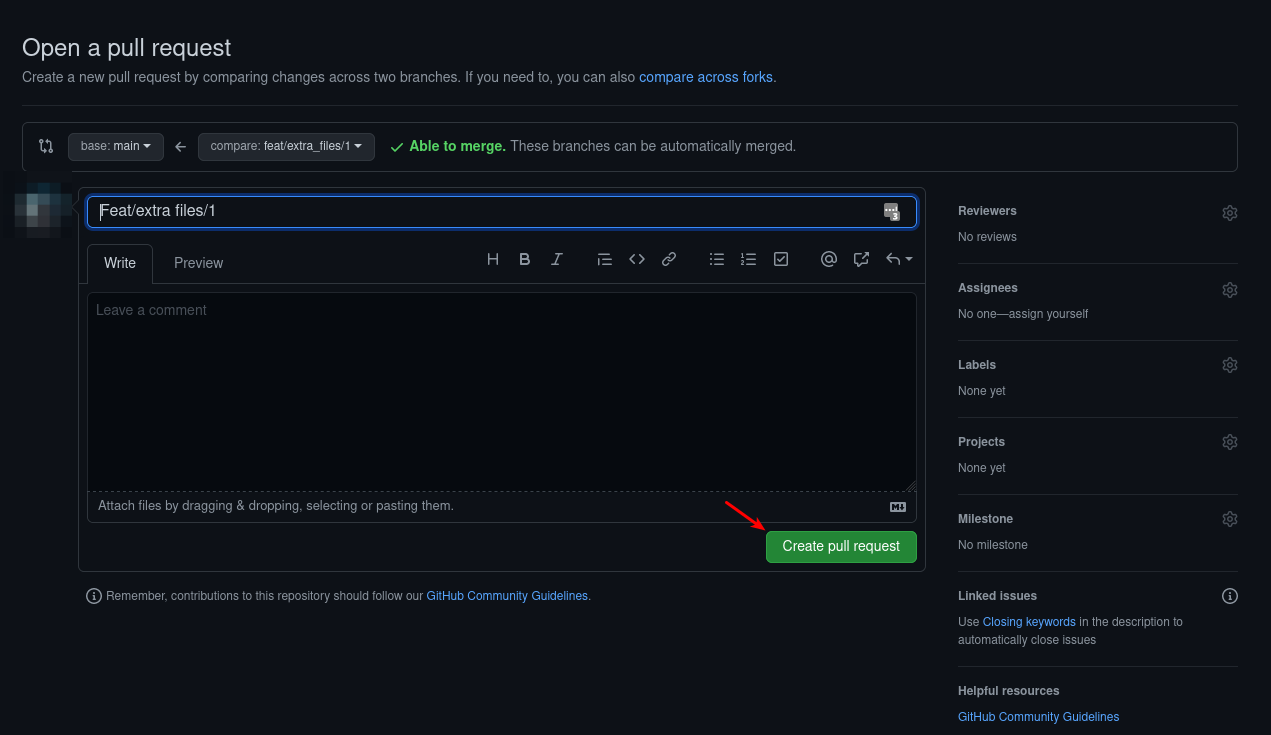 Open a pull request
Create a new pull request by comparing changes across two branches. If you need to, you can also compare across forks.
base: main
compare: feat/extra_files/1
Able to merge. These branches can be automatically merged.
Feat/extra files/1
3
Write
Preview
Leave a comment
Attach files by dragging & dropping, selecting or pasting them.
Create pull request
Remember, contributions to this repository should follow our GitHub Community Guidelines.
Reviewers
No reviews
Assignees
No one—assign yourself
Labels
None yet
Projects
None yet
Milestone
No milestone
Linked issues
Use Closing keywords in the description to
automatically close issues
Helpful resources
GitHub Community Guidelines